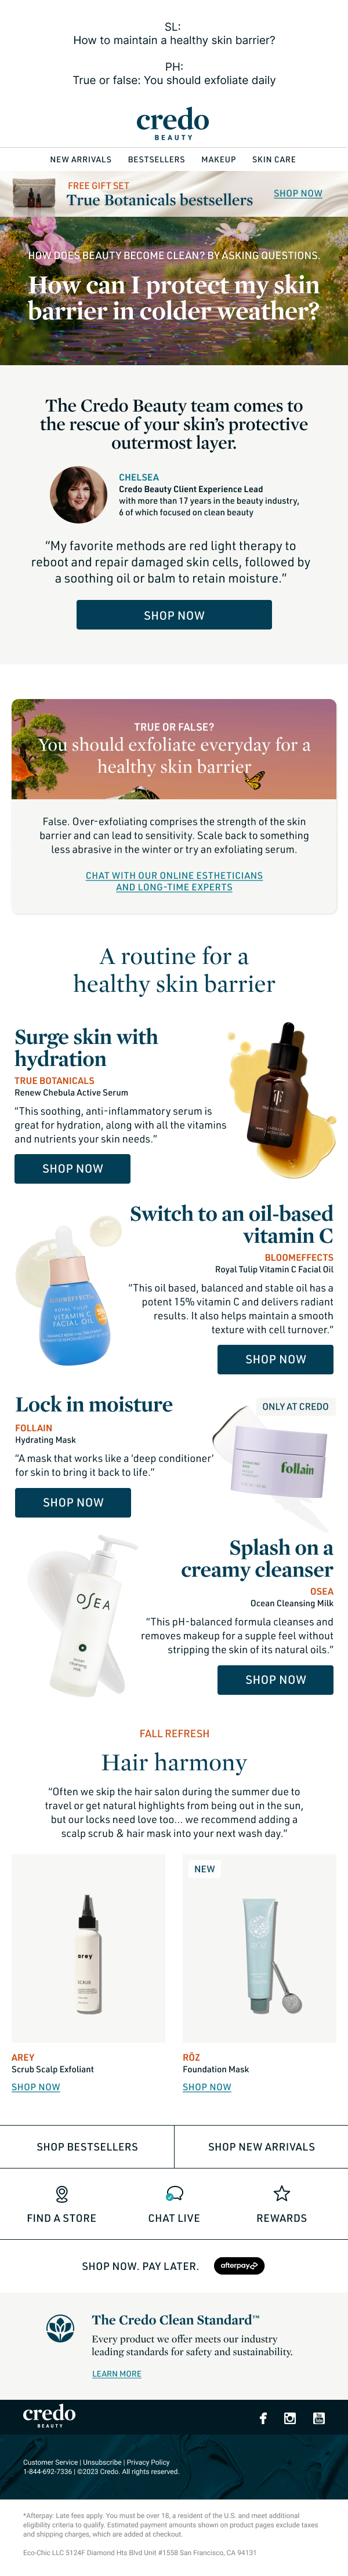 SL:
How to maintain a healthy skin barrier?
PH:
True or false: You should exfoliate daily
credo
BEAUTY
NEW ARRIVALS BESTSELLERS MAKEUP SKIN CARE
FREE GIFT SET
True Botanicals bestsellers
SHOP NOW
HOW DOES BEAUTY BECOME CLEAN? BY ASKING QUESTIONS.
How can I protect my skin
barrier in colder weather?
The Credo Beauty team comes to
the rescue of your skin's protective
outermost layer.
CHELSEA
Credo Beauty Client Experience Lead
with more than 17 years in the beauty industry,
6 of which focused on clean beauty
“My favorite methods are red light therapy to
reboot and repair damaged skin cells, followed by
a soothing oil or balm to retain moisture.”
SHOP NOW
TRUE OR FALSE?
You should exfoliate everyday for a
healthy skin barrier
False. Over-exfoliating comprises the strength of the skin
barrier and can lead to sensitivity. Scale back to something
less abrasive in the winter or try an exfoliating serum.
CHAT WITH OUR ONLINE ESTHETICIANS
AND LONG-TIME EXPERTS
A routine for a
healthy skin barrier
Surge skin with
hydration
TRUE BOTANICALS
Renew Chebula Active Serum
“This soothing, anti-inflammatory serum is
great for hydration, along with all the vitamins
and nutrients your skin needs.”
SHOP NOW
Switch to an oil-based
vitamin C
BLOOMEFFECTS
Royal Tulip Vitamin C Facial Oil
“This oil based, balanced and stable oil has a
potent 15% vitamin C and delivers radiant
results. It also helps maintain a smooth
texture with cell turnover.”
SHOP NOW
BLOOMEFFECTS
ROYAL TULIP
VITAMIN C
FACIAL OIL
Lock in moisture
ONLY AT CREDO
FOLLAIN
Hydrating Mask
“A mask that works like a ‘deep conditioner’
for skin to bring it back to life.”
SHOP NOW
follain
Splash on a
creamy cleanser
OSEA
Ocean Cleansing Milk
“This pH-balanced formula cleanses and
removes makeup for a supple feel without
stripping the skin of its natural oils.”
SHOP NOW
OSEA
ocean
cleansing
milk
FALL REFRESH
Hair harmony
“Often we skip the hair salon during the summer due to
travel or get natural highlights from being out in the sun,
but our locks need love too... we recommend adding a
scalp scrub & hair mask into your next wash day.”
NEW
arey
SCRUB
AREY
Scrub Scalp Exfoliant
SHOP NOW
RŌZ
Foundation Mask
SHOP NOW
SHOP BESTSELLERS
SHOP NEW ARRIVALS
FIND A STORE
CHAT LIVE
REWARDS
SHOP NOW. PAY LATER. afterpay
The Credo Clean Standard™
Every product we offer meets our industry
leading standards for safety and sustainability.
LEARN MORE
credo
BEAUTY
Customer Service | Unsubscribe | Privacy Policy
1-844-692-7336 | ©2023 Credo. All rights reserved.
*Afterpay: Late fees apply. You must be over 18, a resident of the U.S. and meet additional
eligibility criteria to qualify. Estimated payment amounts shown on product pages exclude taxes
and shipping charges, which are added at checkout.
Eco-Chic LLC 5124F Diamond Hts Blvd Unit #1558 San Francisco, CA 94131